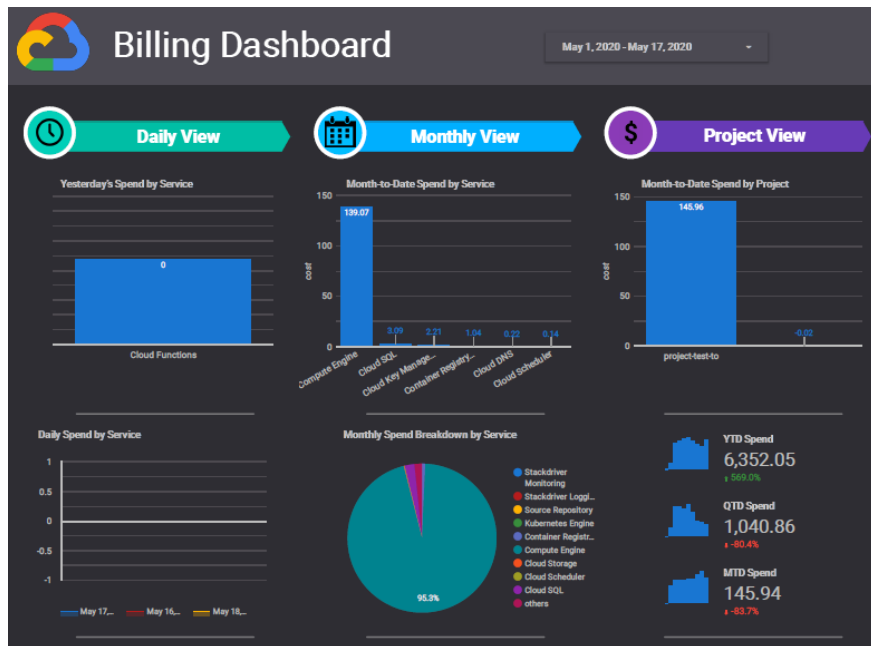 Billing Dashboard
May 1, 2020 - May 17, 2020
Daily View
Monthly View
Project View
Yesterday's Spend by Service
0
Cloud Functions
Month-to-Date Spend by Service
150
100
50
0
cost
139.07
3.09
2.21
1.04
0.22
0.14
Compute Engine
Cloud SQL
Cloud Key Manage...
Container Registry...
Cloud DNS
Cloud Scheduler
Month-to-Date Spend by Project
150
100
50
0
cost
145.96
-0.02
project-test-to
Daily Spend by Service
1
0.5
0
-0.5
-1
May 17,...
May 16,...
May 18,...
Monthly Spend Breakdown by Service
95.3%
Stackdriver
Monitoring
Stackdriver Loggi...
Source Repository
Kubernetes Engine
Container Registr...
Compute Engine
Cloud Storage
Cloud Scheduler
Cloud SQL
others
YTD Spend
6,352.05
569.0%
QTD Spend
1,040.86
-80.4%
MTD Spend
145.94
-83.7%